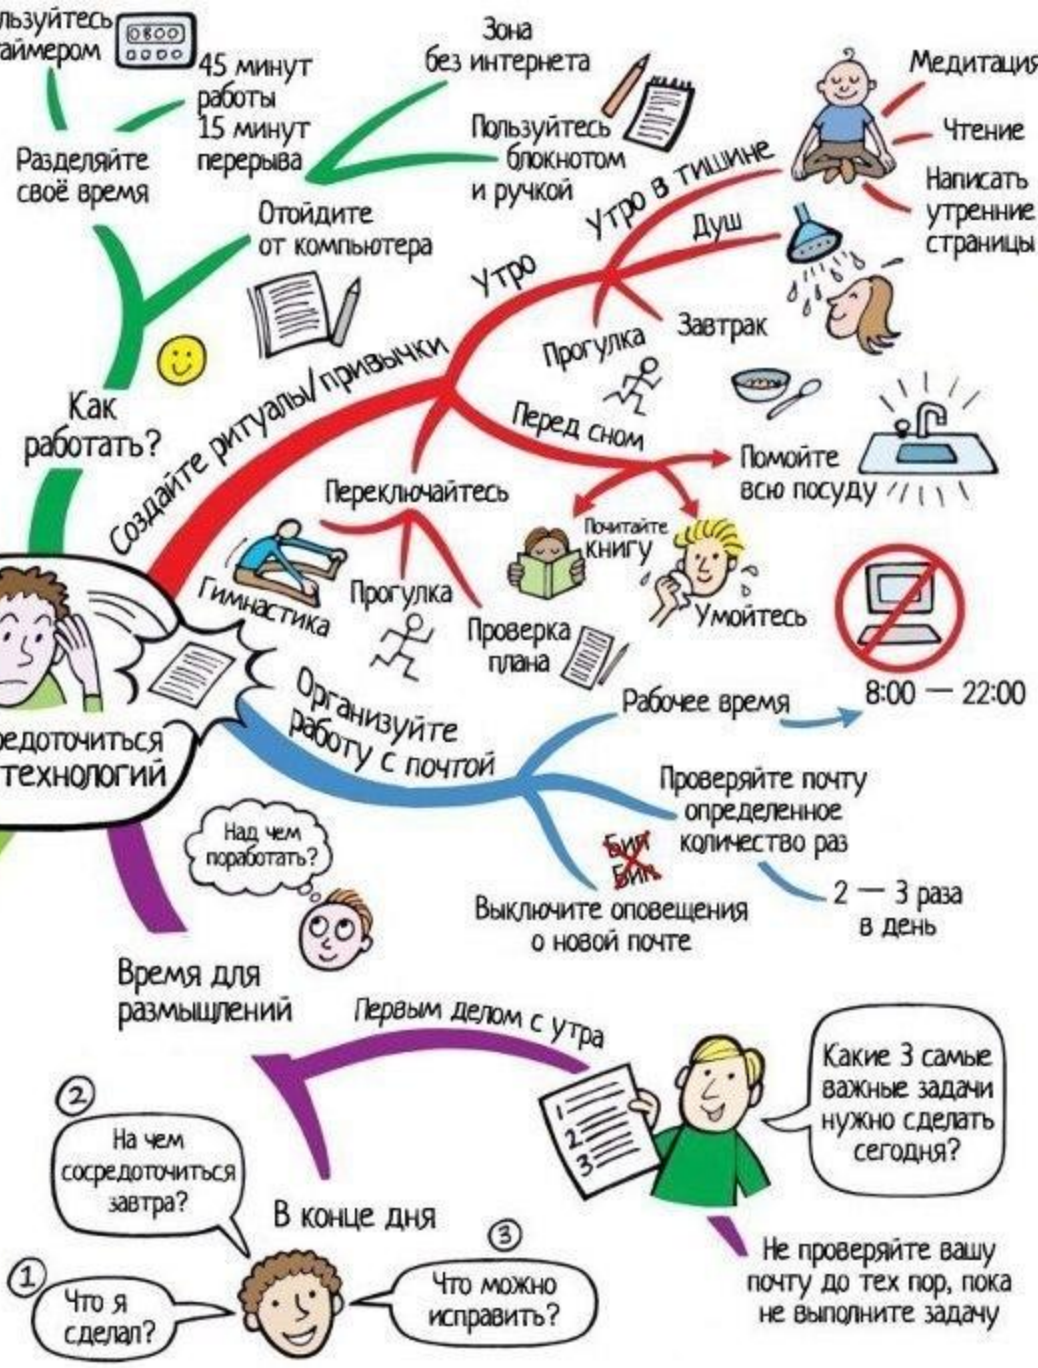 льзуйтесь
аймером
0800
45 минут
работы
15 минут
перерыва
Разделяйте
своё время
Зона
без интернета
Пользуйтесь
блокнотом
и ручкой
Отойдите
от компьютера
Как
работать?
Создайте ритуалы/привычки
Утро
Утро в тишине
Медитация
Чтение
Написать
утренние
страницы
Душ
Завтрак
Прогулка
Перед сном
Помойте
всю посуду
Почитайте
книгу
Умойтесь
Переключайтесь
Гимнастика
Прогулка
Проверка
плана
едоточиться
технологий
Организуйте
работу с почтой
Рабочее время
8:00 — 22:00
Проверяйте почту
определенное
количество раз
2 — 3 раза
в день
Бип
Бип
Выключите оповещения
о новой почте
Над чем
поработать?
Время для
размышлений
Первым делом с утра
1
2
3
Какие 3 самые
важные задачи
нужно сделать
сегодня?
Не проверяйте вашу
почту до тех пор, пока
не выполните задачу
В конце дня
1
Что я
сделал?
2
На чем
сосредоточиться
завтра?
3
Что можно
исправить?